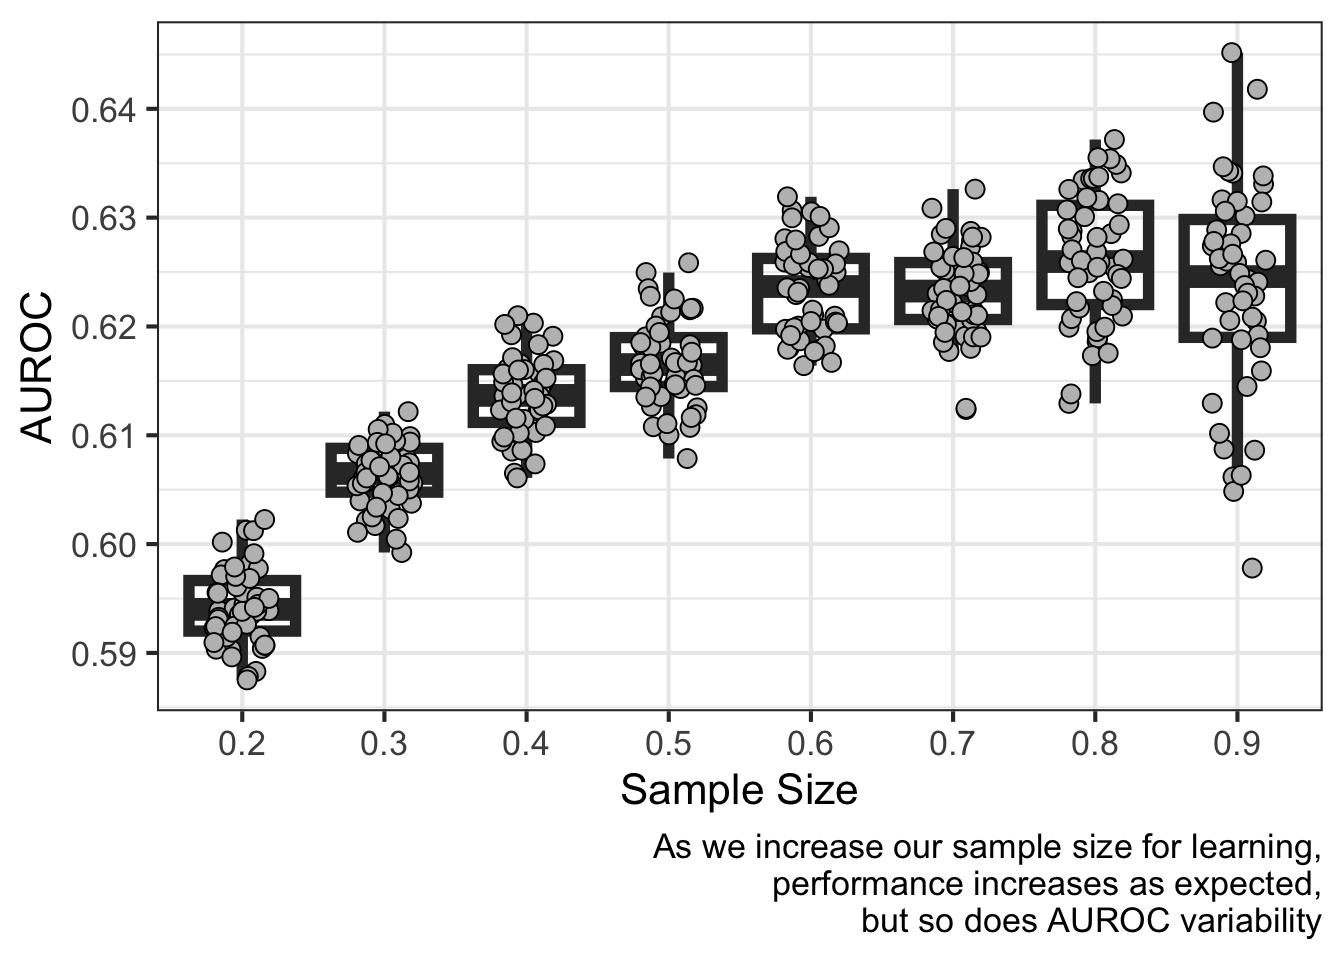 AUROC
0.64
0.63
0.62
0.61
0.60
0.59
0.2 0.3 0.4 0.5 0.6 0.7 0.8 0.9
Sample Size
As we increase our sample size for learning,
performance increases as expected,
but so does AUROC variability